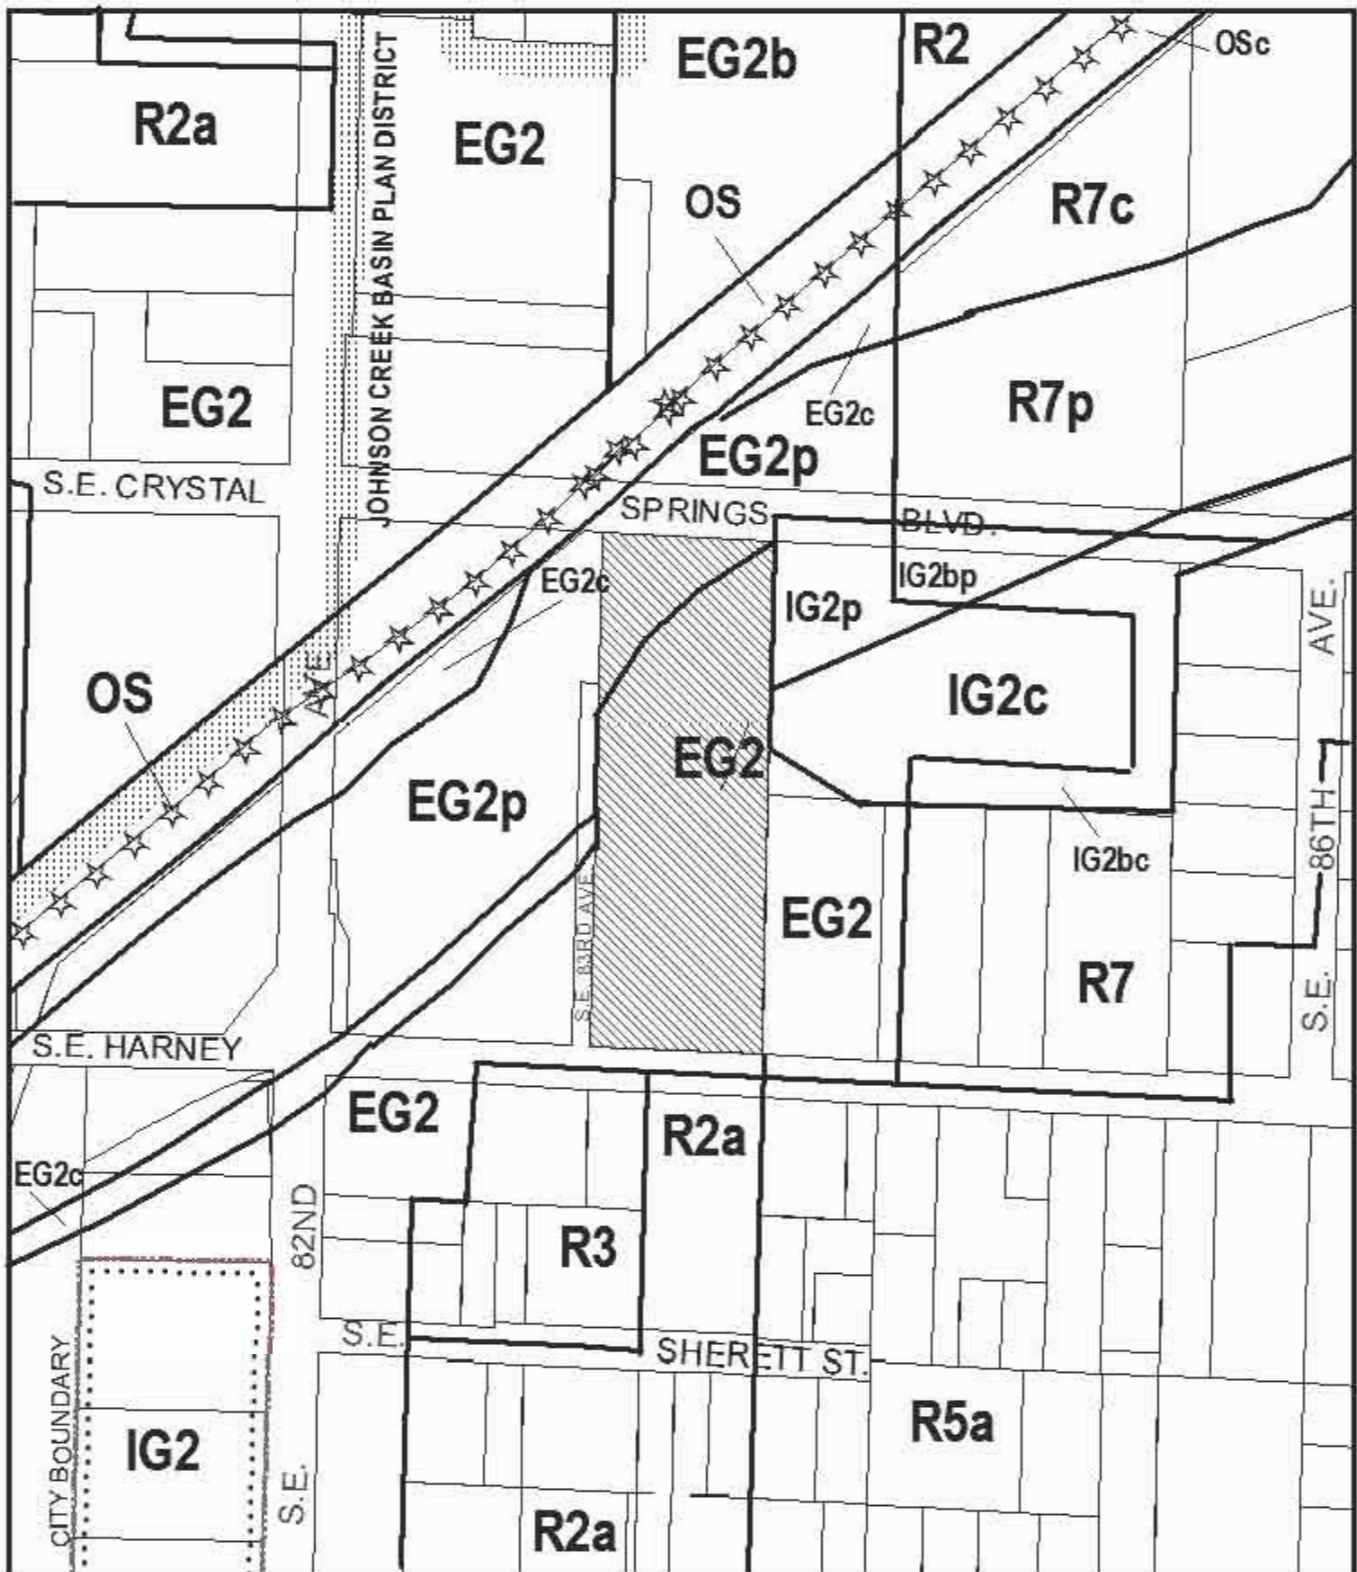 R2a
JOHNSON CREEK BASIN PLAN DISTRICT
EG2
EG2b
R2
OSc
OS
R7c
EG2
EG2c
R7p
EG2p
S.E. CRYSTAL
SPRINGS
BLVD.
EG2c
IG2bp
IG2p
AVE.
OS
AVE.
IG2c
EG2
EG2p
86TH
IG2bc
S.E. 83RD AVE.
EG2
R7
S.E.
S.E. HARNEY
EG2
R2a
EG2c
82ND
R3
S.E.
SHERETT ST.
CITY BOUNDARY
IG2
R5a
S.E.
R2a